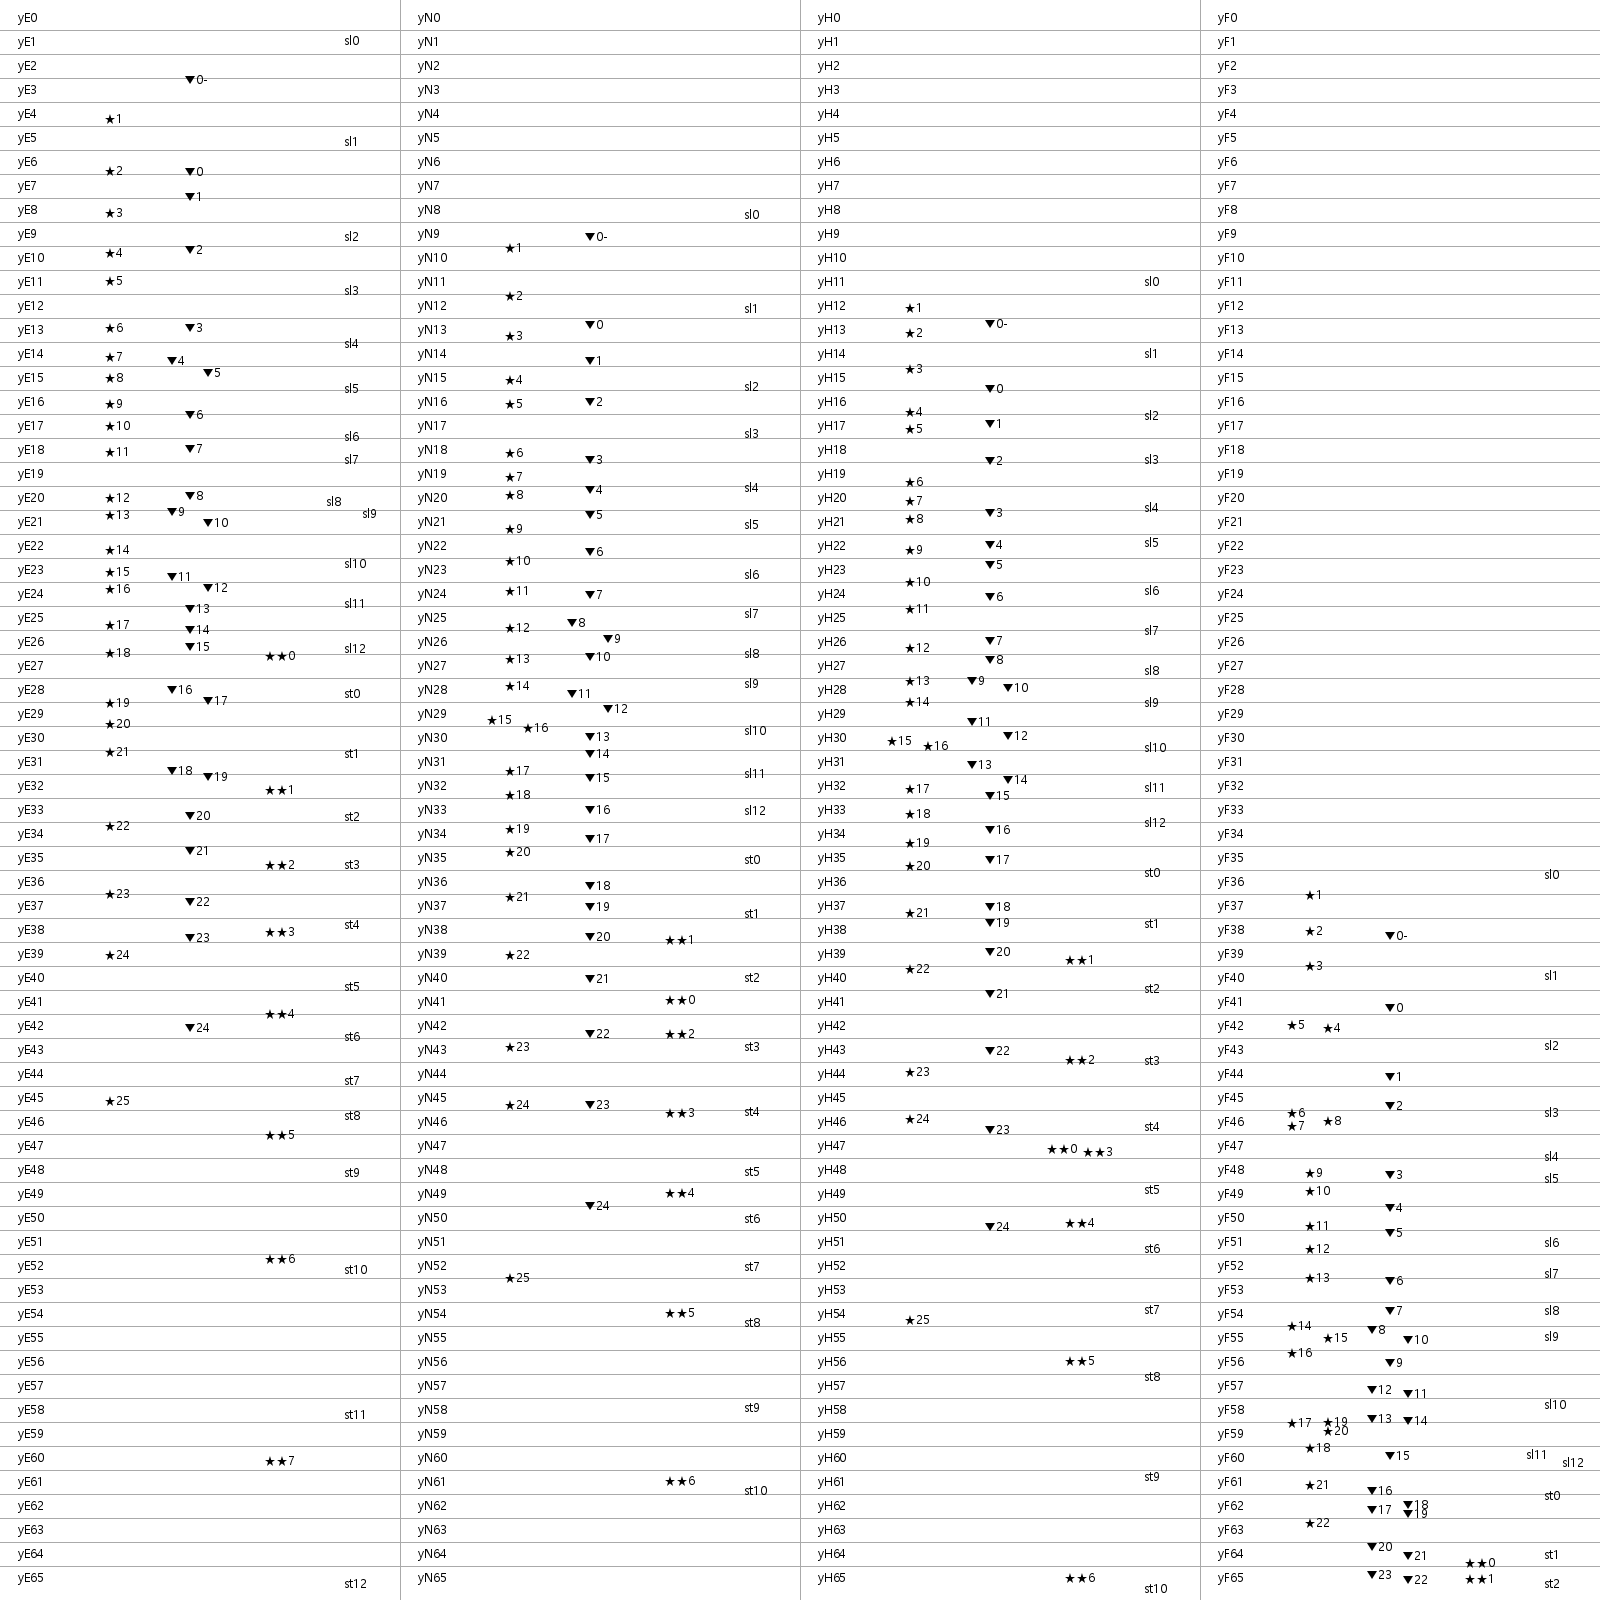 yE0 yN0 yH0 yF0
yE1 sl0 yN1 yH1 yF1
yE2 yN2 yH2 yF2
▼0-
yE3 yN3 yH3 yF3
yE4 ★1 yN4 yH4 yF4
yE5 sl1 yN5 yH5 yF5
yE6 yN6 yH6 yF6
★2 ▼0
yE7 yN7 yH7 yF7
▼1
yE8 ★3 yN8 sl0 yH8 yF8
yE9 sl2 yN9 ▼0- yH9 yF9
★4 ▼2 ★1
yE10 yN10 yH10 yF10
yE11 ★5 sl3 yN11 yH11 sl0 yF11
★2
yE12 yN12 sl1 yH12 ★1 yF12
yE13 ★6 ▼3 yN13 ▼0 ★3 yH13 ▼0- ★2 yF13
sl4
yE14 ★7 ▼4 yN14 ▼1 yH14 sl1 yF14
▼5 ★3
yE15 ★8 sl5 yN15 ★4 sl2 yH15 ▼0 yF15
yE16 ★9 ▼6 yN16 ★5 ▼2 yH16 ★4 sl2 yF16
yE17 ★10 sl6 yN17 sl3 yH17 ▼1 ★5 yF17
yE18 ★11 ▼7 sl7 yN18 ★6 ▼3 yH18 ▼2 sl3 yF18
yE19 yN19 ★7 yH19 ★6 yF19
yE20 ★12 ▼8 sl8 yN20 ★8 ▼4 sl4 yH20 ★7 sl4 yF20
yE21 ★13 ▼9 ▼10 sl9 yN21 ★9 ▼5 sl5 yH21 ★8 ▼3 yF21
yE22 ★14 yN22 ▼6 yH22 ★9 ▼4 sl5 yF22
yE23 ★15 ▼11 sl10 yN23 ★10 sl6 yH23 ▼5 ★10 yF23
yE24 ★16 ▼12 sl11 yN24 ★11 ▼7 yH24 ▼6 sl6 yF24
yE25 ★17 ▼13 ▼14 yN25 ★12 ▼8 sl7 yH25 ★11 sl7 yF25
yE26 ★18 ▼15 ★★0 sl12 yN26 ▼9 sl8 yH26 ★12 ▼7 yF26
yE27 yN27 ★13 ▼10 yH27 ▼8 sl8 yF27
yE28 ▼16 ▼17 st0 yN28 ★14 ▼11 sl9 yH28 ★13 ▼9 ▼10 yF28
yE29 ★19 ★20 yN29 ★15 ★16 ▼12 yH29 ★14 ▼11 sl9 yF29
yE30 ★21 st1 yN30 ▼13 sl10 yH30 ★15 ★16 ▼12 sl10 yF30
yE31 ▼18 ▼19 yN31 ★17 ▼14 sl11 yH31 ▼13 yF31
yE32 ★★1 yN32 ★18 ▼15 yH32 ★17 ▼14 ▼15 sl11 yF32
yE33 ▼20 st2 yN33 ▼16 sl12 yH33 ★18 sl12 yF33
yE34 ★22 yN34 ★19 ▼17 yH34 ★19 ▼16 yF34
yE35 ▼21 ★★2 st3 yN35 ★20 st0 yH35 ★20 ▼17 yF35
yE36 ★23 yN36 ★21 ▼18 yH36 st0 yF36 ★1 sl0
yE37 ▼22 yN37 ▼19 st1 yH37 ★21 ▼18 yF37
yE38 ▼23 ★★3 st4 yN38 ▼20 ★★1 yH38 ▼19 st1 yF38 ★2 ▼0-
yE39 ★24 yN39 ★22 yH39 ★22 ▼20 ★★1 yF39 ★3
yE40 st5 yN40 ▼21 st2 yH40 st2 yF40 sl1
yE41 ★★4 yN41 ★★0 yH41 ▼21 yF41 ▼0
yE42 ▼24 st6 yN42 ▼22 ★★2 yH42 yF42 ★5 ★4
yE43 yN43 ★23 st3 yH43 ▼22 ★★2 st3 yF43 sl2
yE44 st7 yN44 yH44 ★23 yF44 ▼1
yE45 ★25 yN45 ★24 ▼23 yH45 yF45 ▼2
yE46 st8 yN46 ★★3 st4 yH46 ★24 ▼23 st4 yF46 ★6 ★7 ★8 sl3
yE47 ★★5 yN47 yH47 ★★0 ★★3 yF47 sl4
yE48 st9 yN48 st5 yH48 yF48 ★9 ▼3 sl5
yE49 yN49 ▼24 ★★4 yH49 st5 yF49 ★10 ▼4
yE50 yN50 st6 yH50 ▼24 ★★4 yF50 ★11 ▼5
yE51 yN51 yH51 st6 yF51 ★12 sl6
yE52 ★★6 st10 yN52 ★25 st7 yH52 yF52 ★13 sl7
yE53 yN53 yH53 yF53 ▼6
yE54 yN54 ★★5 st8 yH54 ★25 st7 yF54 ★14 ▼7 sl8
yE55 yN55 yH55 yF55 ★15 ▼8 ▼10 sl9
yE56 yN56 yH56 ★★5 yF56 ★16 ▼9
yE57 yN57 yH57 st8 yF57 ▼12 ▼11
yE58 st11 yN58 st9 yH58 yF58 ★17 ★19 ▼13 ▼14 sl10
yE59 yN59 yH59 yF59 ★20 ★18
yE60 ★★7 yN60 yH60 yF60 ▼15 sl11 sl12
yE61 yN61 ★★6 st10 yH61 st9 yF61 ★21 ▼16 st0
yE62 yN62 yH62 yF62 ▼17 ▼18 ▼19
yE63 yN63 yH63 yF63 ★22
yE64 yN64 yH64 yF64 ▼20 ▼21 ★★0 st1
yE65 st12 yN65 yH65 ★★6 st10 yF65 ▼23 ▼22 ★★1 st2